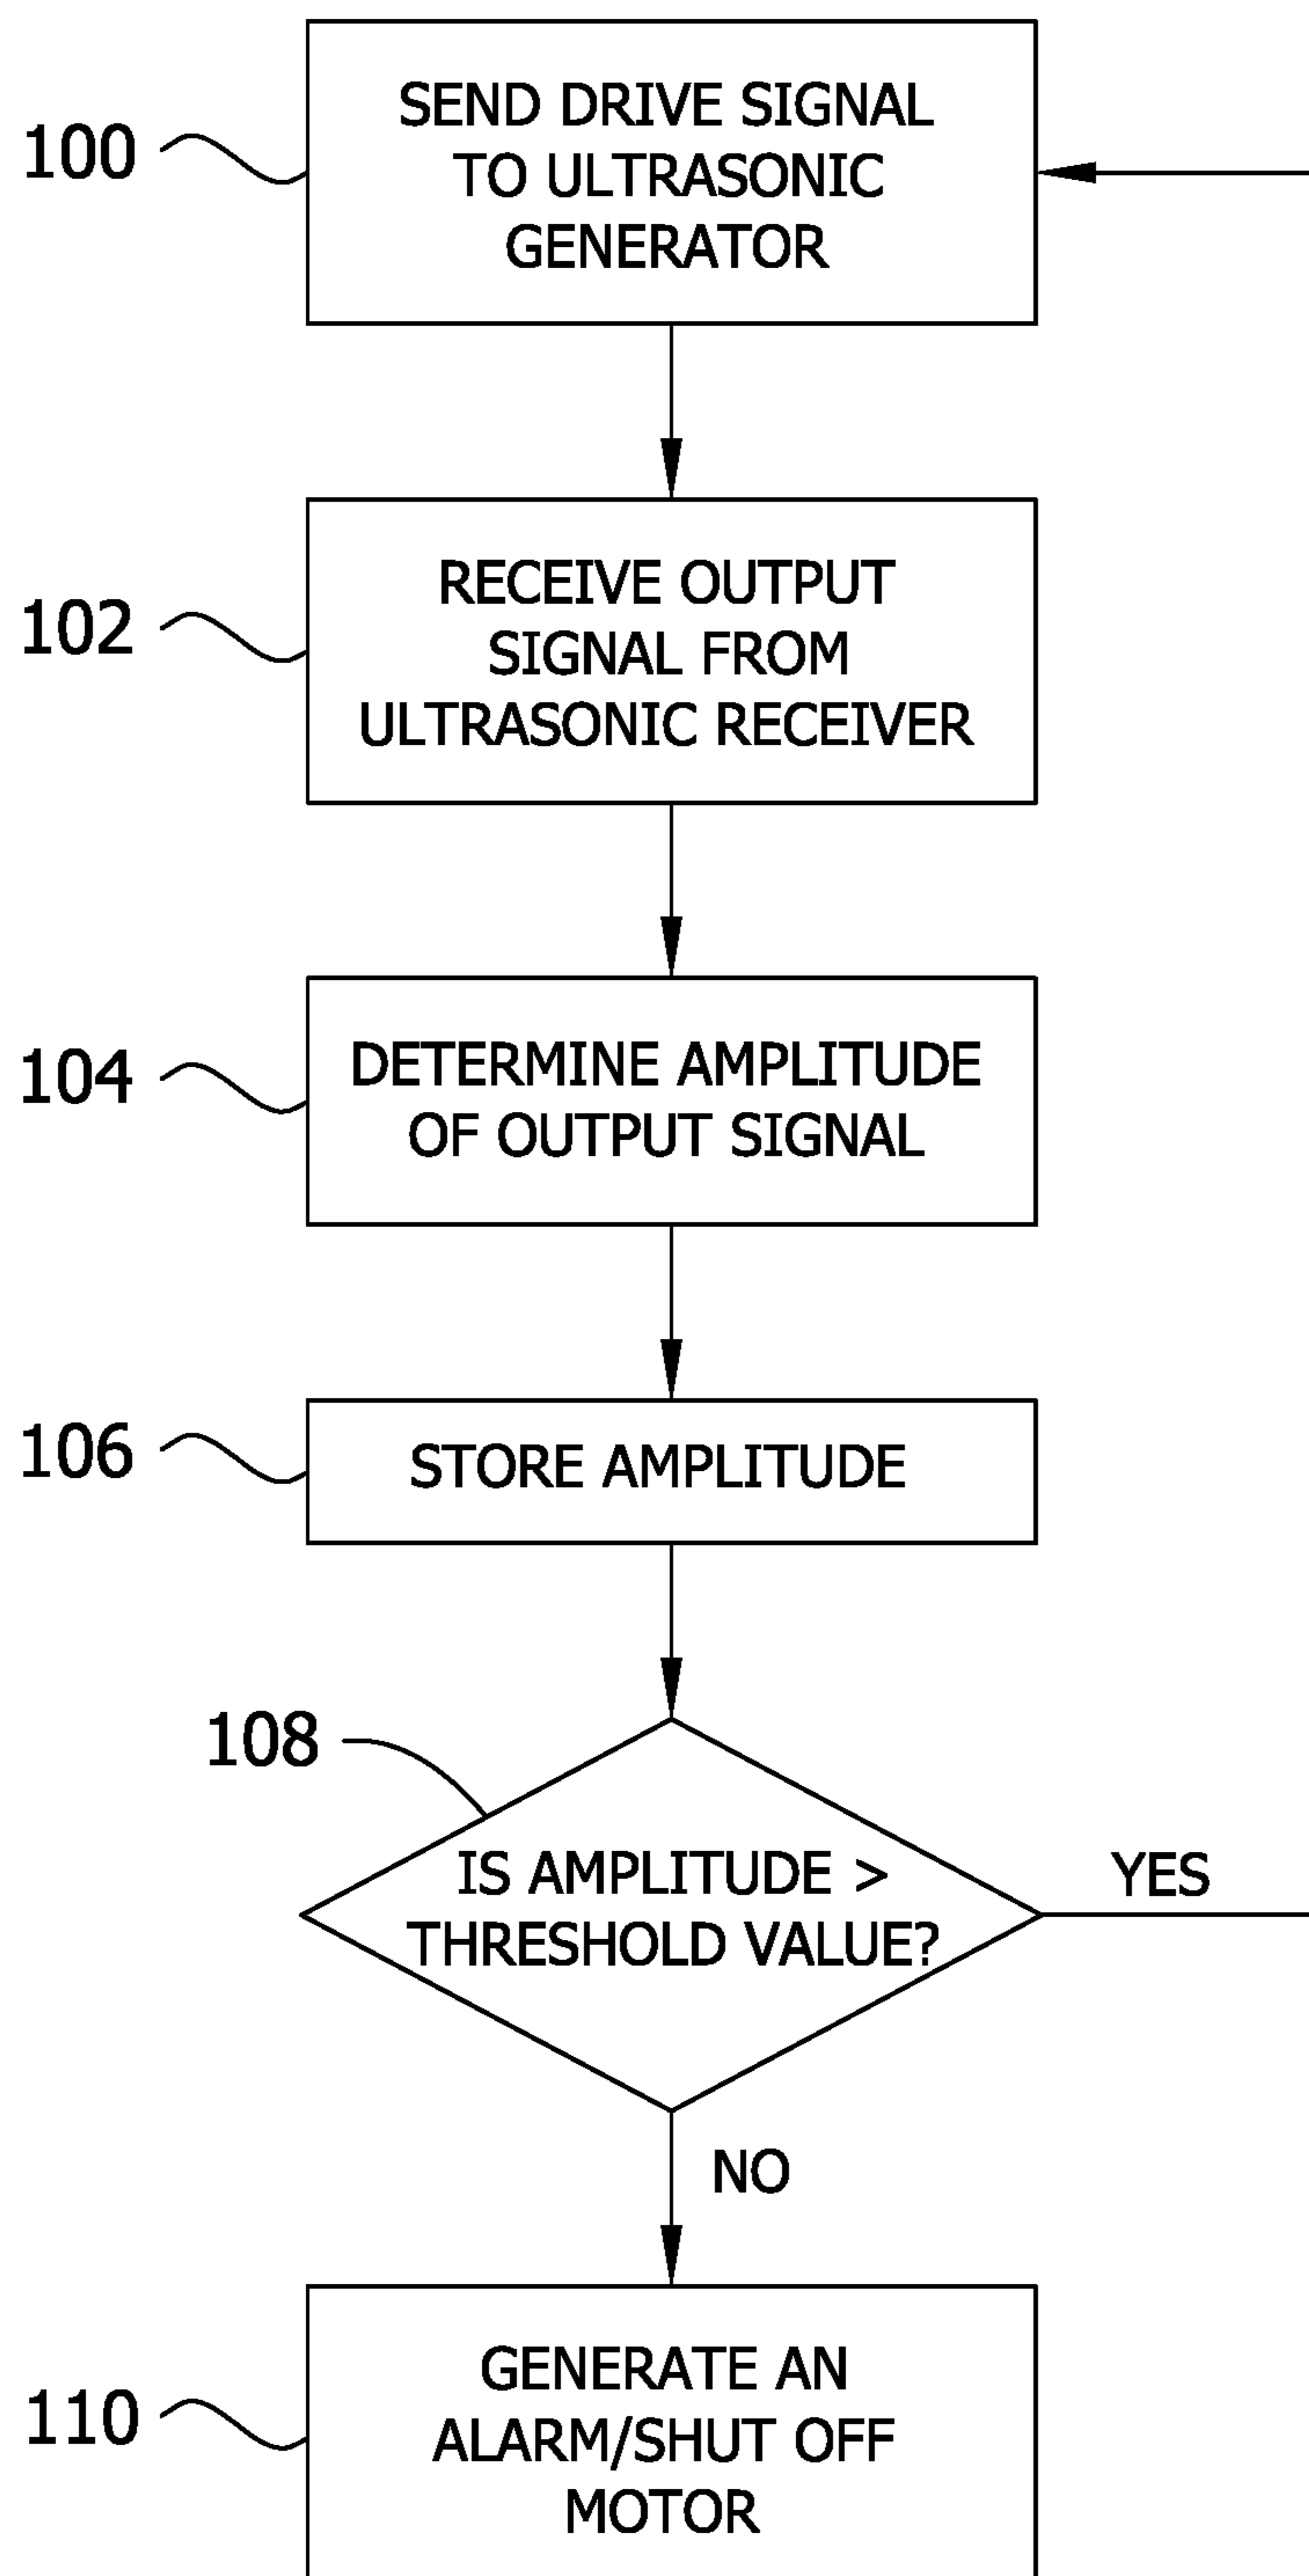 100
SEND DRIVE SIGNAL
TO ULTRASONIC
GENERATOR
102
RECEIVE OUTPUT
SIGNAL FROM
ULTRASONIC RECEIVER
104
DETERMINE AMPLITUDE
OF OUTPUT SIGNAL
106
STORE AMPLITUDE
108
IS AMPLITUDE >
THRESHOLD VALUE?
YES
NO
110
GENERATE AN
ALARM/SHUT OFF
MOTOR